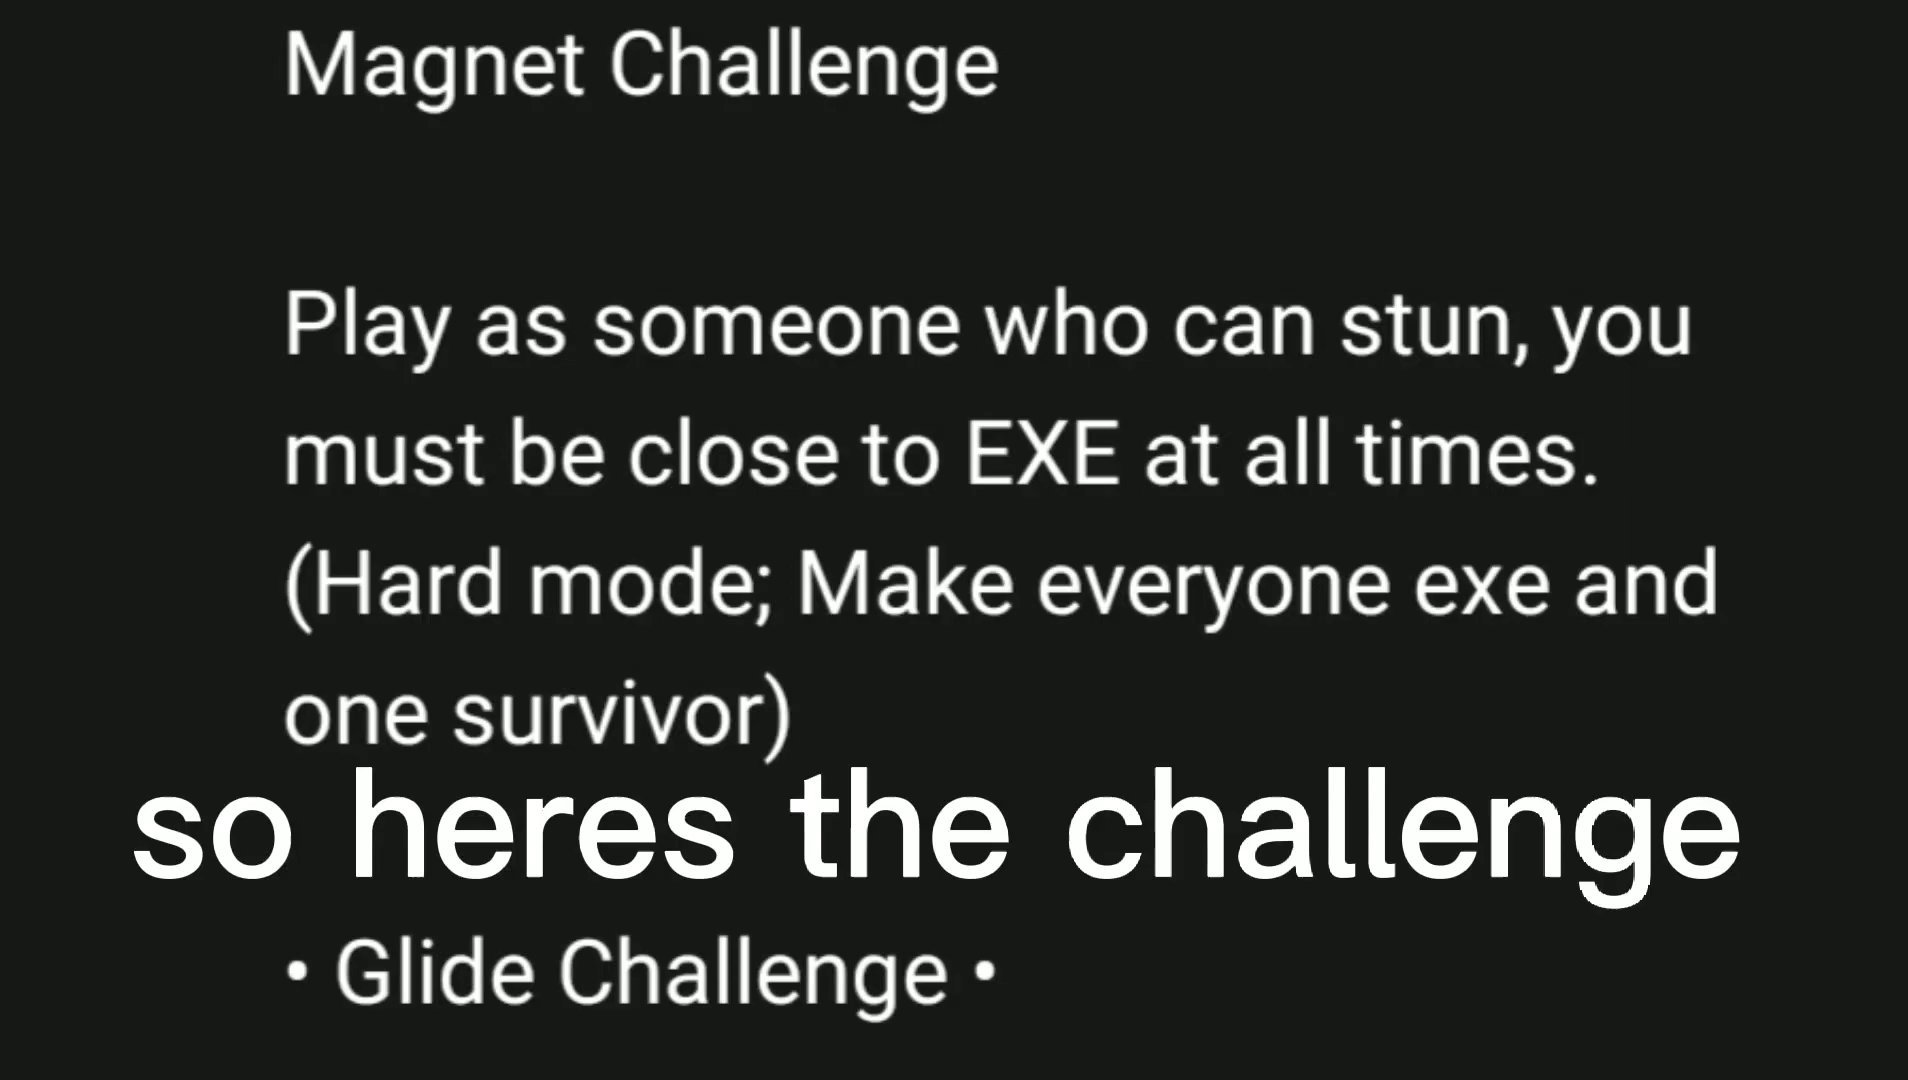 Magnet Challenge
Play as someone who can stun, you
must be close to EXE at all times.
(Hard mode; Make everyone exe and
one survivor)
so heres the challenge
• Glide Challenge •